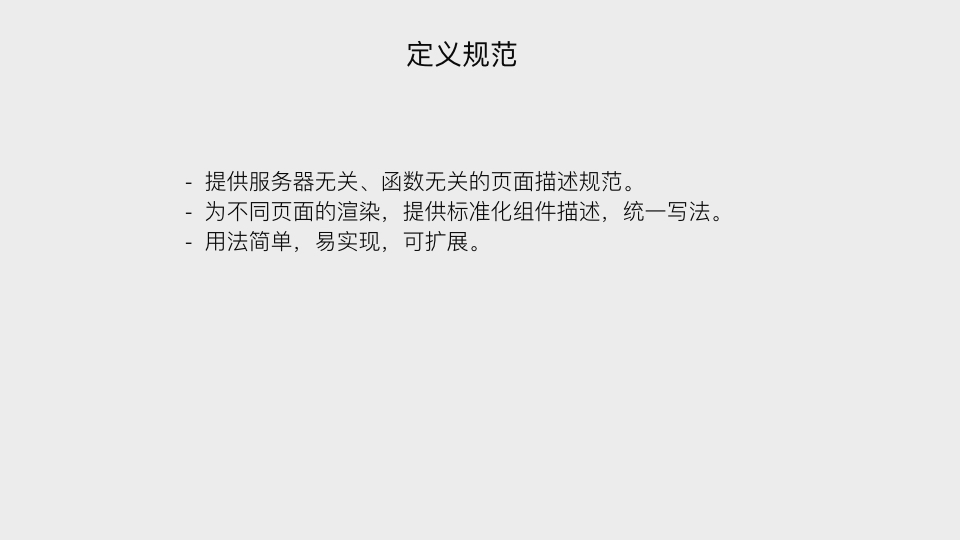 定义规范
- 提供服务器无关、函数无关的页面描述规范。
- 为不同页面的渲染，提供标准化组件描述，统一写法。
- 用法简单，易实现，可扩展。